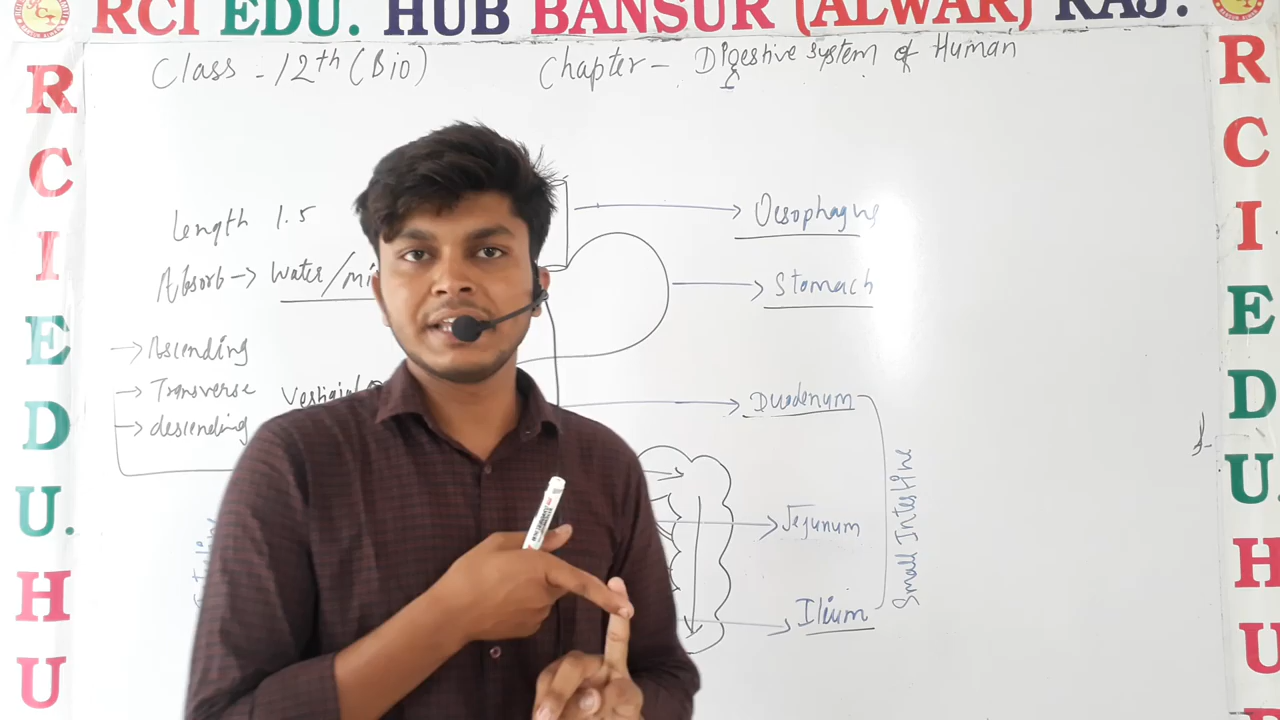 RCI EDU. HUB BANSUR (ALWAR) RAJ.
Class - 12th (Bio)
Chapter - Digestive system of Human
Length 1.5
Oesophagus
Absorb -> Water/mi
Stomach
Ascending
Transverse
Vestigial
descending
Duodenum
Jejunum
Ilium
Small Intestine
R
C
I
E
D
U.
H
U
R
C
I
E
D
U.
H
U